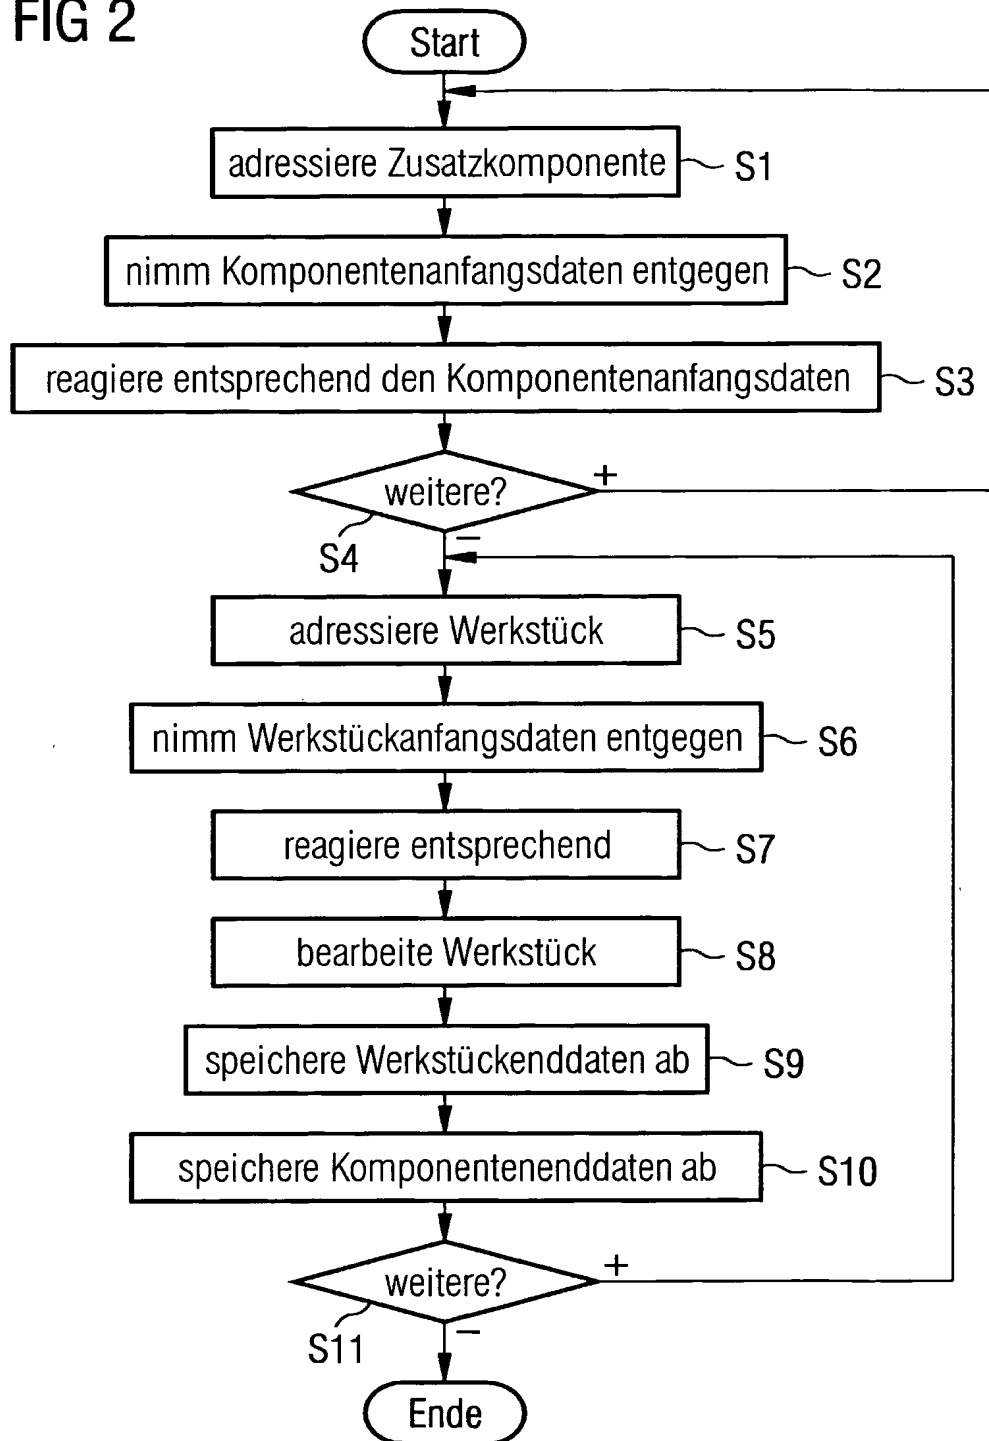 FIG 2
Start
adressiere Zusatzkomponente
S1
nimm Komponentenanfangsdaten entgegen
S2
reagiere entsprechend den Komponentenanfangsdaten
S3
weitere?
+
S4
–
adressiere Werkstück
S5
nimm Werkstückanfangsdaten entgegen
S6
reagiere entsprechend
S7
bearbeite Werkstück
S8
speichere Werkstückenddaten ab
S9
speichere Komponentenenddaten ab
S10
weitere?
+
S11
–
Ende